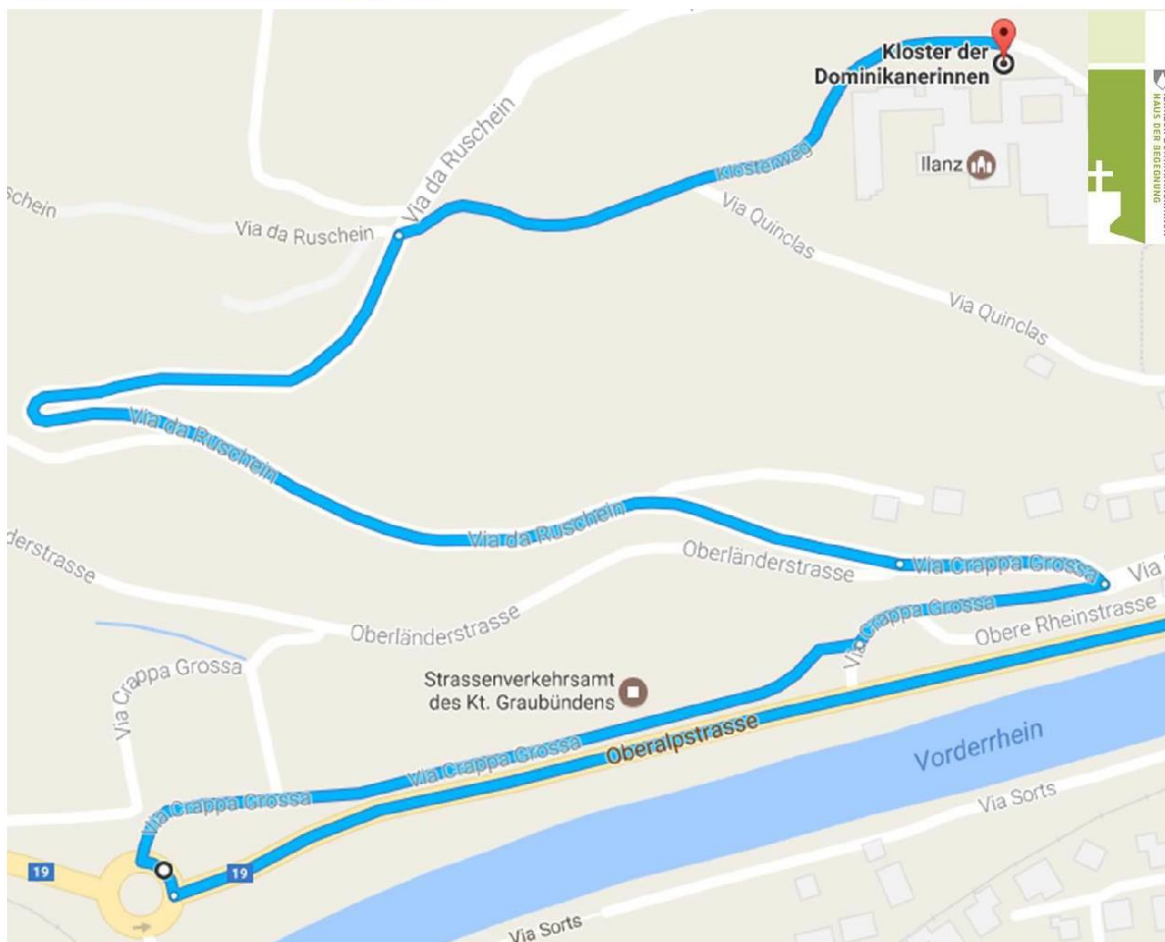 Kloster der
Dominikanerinnen
HAUS DER BEGEGNUNG
Via da Ruschein
Klosterweg
Ilanz
schein
Via da Ruschein
Via Quinclas
Via Quinclas
Via da Ruschein
Via da Ruschein
Oberländerstrasse
Via Crappa Grossa
Via
derstrasse
Oberländerstrasse
Via Crappa Grossa
Obere Rheinstrasse
Via Crappa Grossa
Strassenverkehrsamt
des Kt. Graubündens
Oberalpstrasse
Via Crappa Grossa
Vorderrhein
Via Sorts
Via Crappa Grossa
19
19
Via Sorts